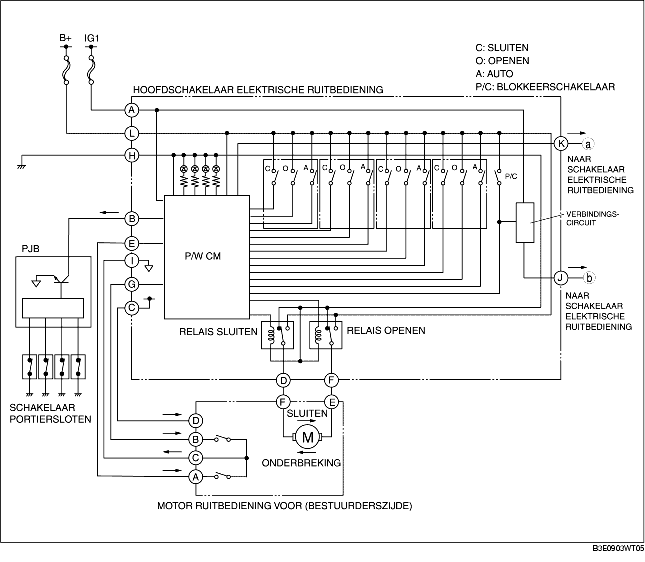 B+ IG1
C: SLUITEN
O: OPENEN
A: AUTO
P/C: BLOKKEERSCHAKELAAR
HOOFDSCHAKELAAR ELEKTRISCHE RUITBEDIENING
A
L
K a
H
NAAR
SCHAKELAAR
ELEKTRISCHE
RUITBEDIENING
C O A C O A C O A C O A P/C
B
VERBINDINGS-
CIRCUIT
E
PJB
P/W CM
I
J b
G
NAAR
SCHAKELAAR
ELEKTRISCHE
RUITBEDIENING
C
RELAIS SLUITEN
RELAIS OPENEN
D F
SCHAKELAAR
PORTIERSLOTEN
F E
SLUITEN
D
B
M
C
ONDERBREKING
A
MOTOR RUITBEDIENING VOOR (BESTUURDERSZIJDE)
B3E0903WT05